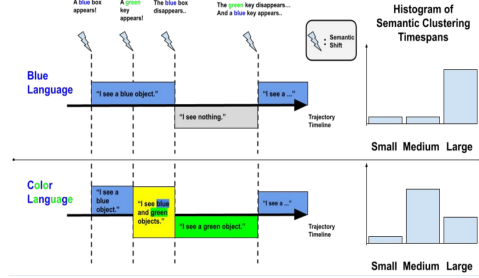 A blue box
appears!
A green
key
appears!
The blue box
disappears..
The green key disappears…
And a blue key appears..
: Semantic
Shift
Histogram of
Semantic Clustering
Timespans
Blue
Language
"I see a blue object."
"I see nothing."
"I see a ..."
Trajectory
Timeline
Small Medium Large
Color
Language
"I see a
blue
object."
"I see blue
and green
objects."
"I see a green object."
"I see a ..."
Trajectory
Timeline
Small Medium Large